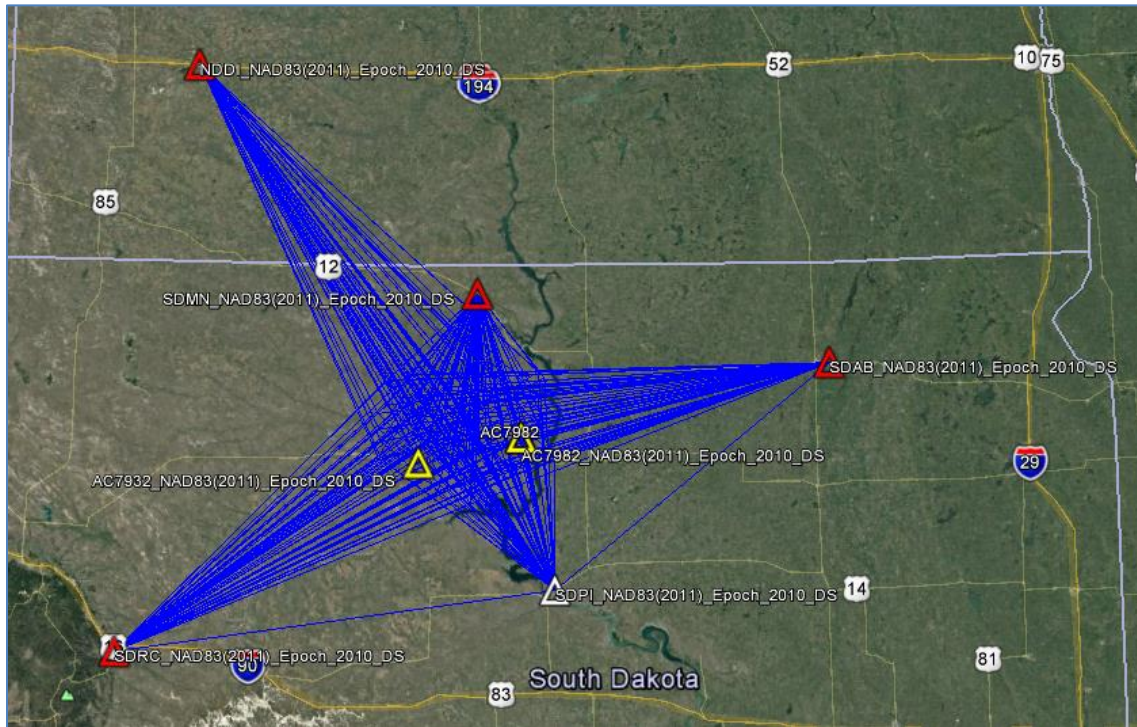 NDDI_NAD83(2011)_Epoch_2010_DS
52
10
75
194
85
12
SDMN_NAD83(2011)_Epoch_2010_DS
SDAB_NAD83(2011)_Epoch_2010_DS
AC7982
AC7982_NAD83(2011)_Epoch_2010_DS
29
AC7932_NAD83(2011)_Epoch_2010_DS
SDPI_NAD83(2011)_Epoch_2010_DS
14
SDRC_NAD83(2011)_Epoch_2010_DS
90
81
South Dakota
83